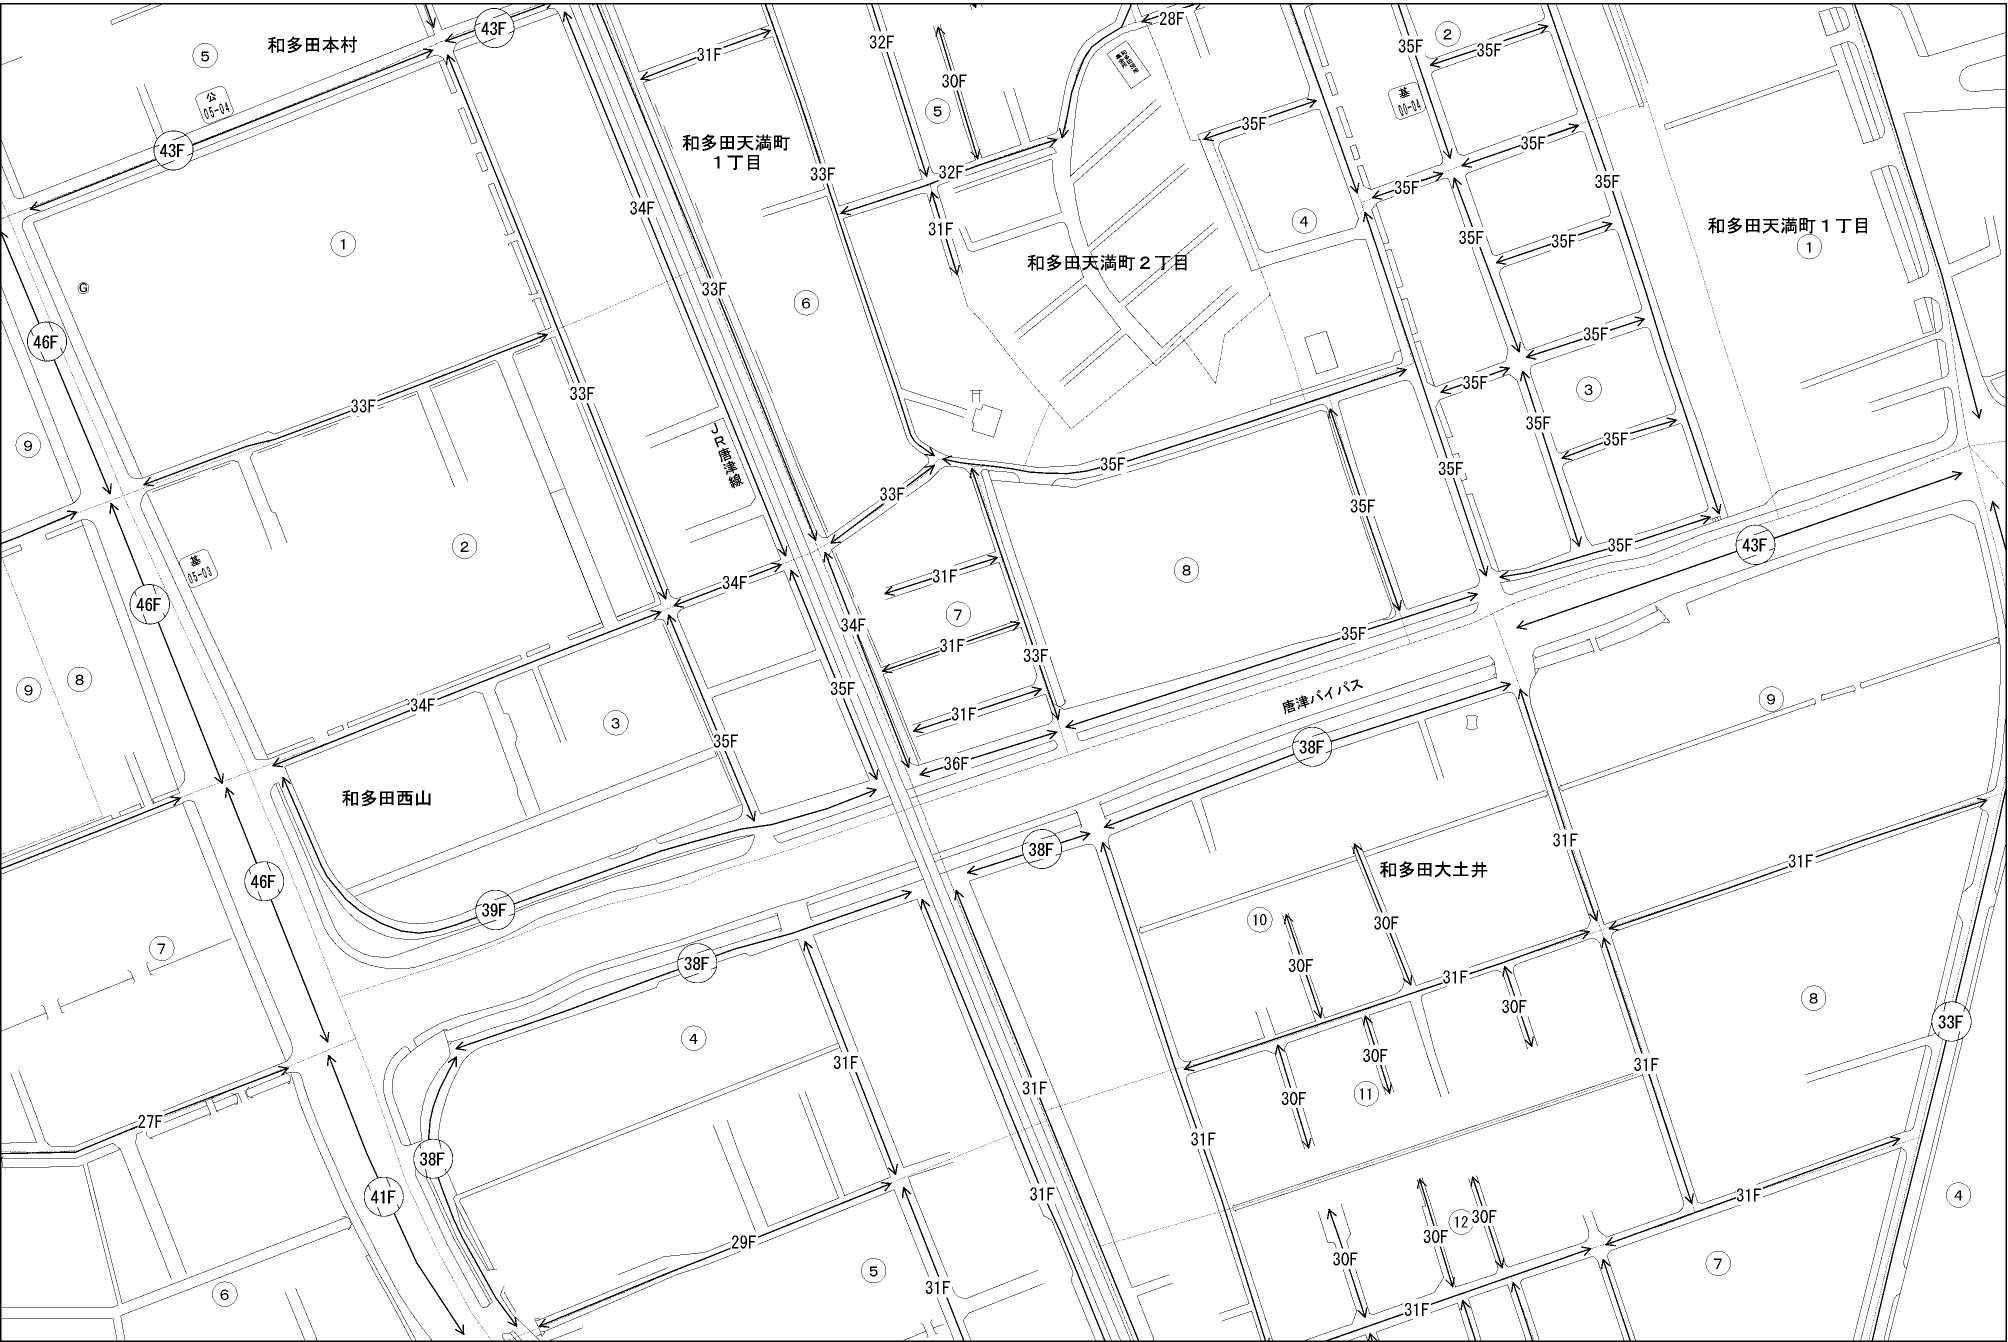 28F
43F
⑤
和多田本村
31F
32F
35F
②
35F
35F
30F
公
05-04
基
00-04
⑤
43F
和多田天満町
1丁目
35F
35F
33F
32F
35F
35F
34F
31F
④
和多田天満町1丁目
①
①
35F
35F
和多田天満町2丁目
G
33F
⑥
46F
35F
33F
33F
35F
③
35F
⑨
JR唐津線
35F
35F
35F
35F
33F
35F
②
35F
43F
基
05-03
⑧
46F
34F
31F
⑦
34F
35F
31F
33F
⑨
⑧
34F
35F
唐津バイパス
⑨
③
31F
35F
38F
36F
和多田西山
31F
38F
31F
和多田大土井
46F
39F
⑩
30F
⑦
38F
30F
31F
30F
⑧
33F
④
31F
30F
31F
31F
⑪
30F
27F
31F
38F
41F
31F
31F
④
⑫
30F
30F
29F
30F
⑤
⑦
31F
⑥
31F